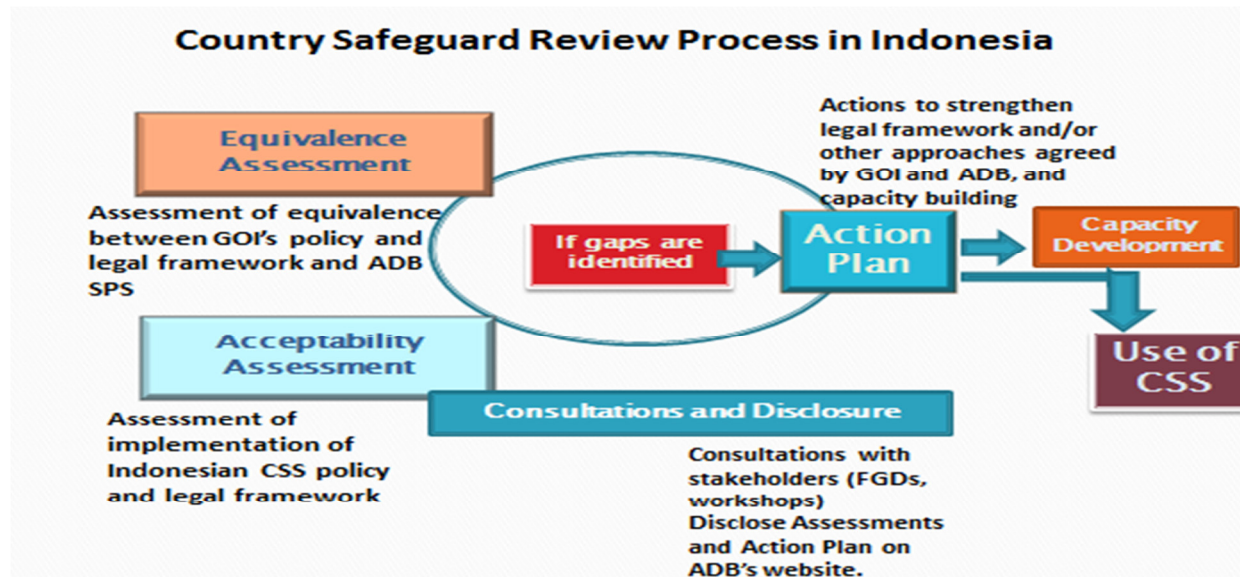 Country Safeguard Review Process in Indonesia
Equivalence
Assessment
Assessment of equivalence
between GOI's policy and
legal framework and ADB
SPS
Acceptability
Assessment
Assessment of
implementation of
Indonesian CSS policy
and legal framework
If gaps are
identified
Actions to strengthen
legal framework and/or
other approaches agreed
by GOI and ADB, and
capacity building
Action
Plan
Capacity
Development
Use of
CSS
Consultations and Disclosure
Consultations with
stakeholders (FGDs,
workshops)
Disclose Assessments
and Action Plan on
ADB's website.